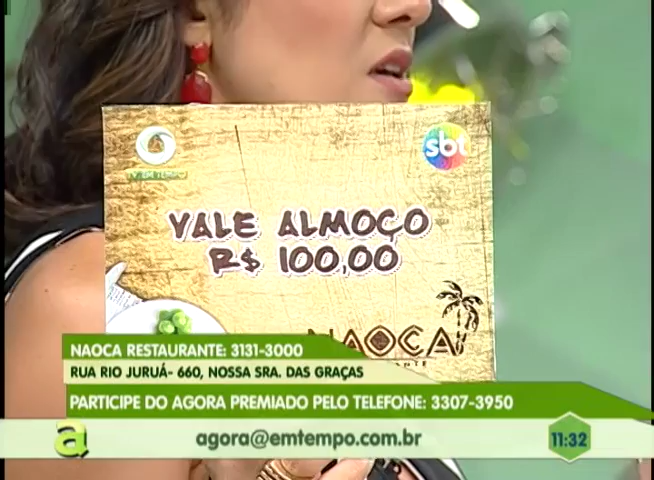 TV EM TEMPO
sbt
VALE ALMOÇO
R$ 100,00
NAOCA
NAOCA RESTAURANTE: 3131-3000
RUA RIO JURUÁ- 660, NOSSA SRA. DAS GRAÇAS
PARTICIPE DO AGORA PREMIADO PELO TELEFONE: 3307-3950
a
agora@emtempo.com.br
11:32